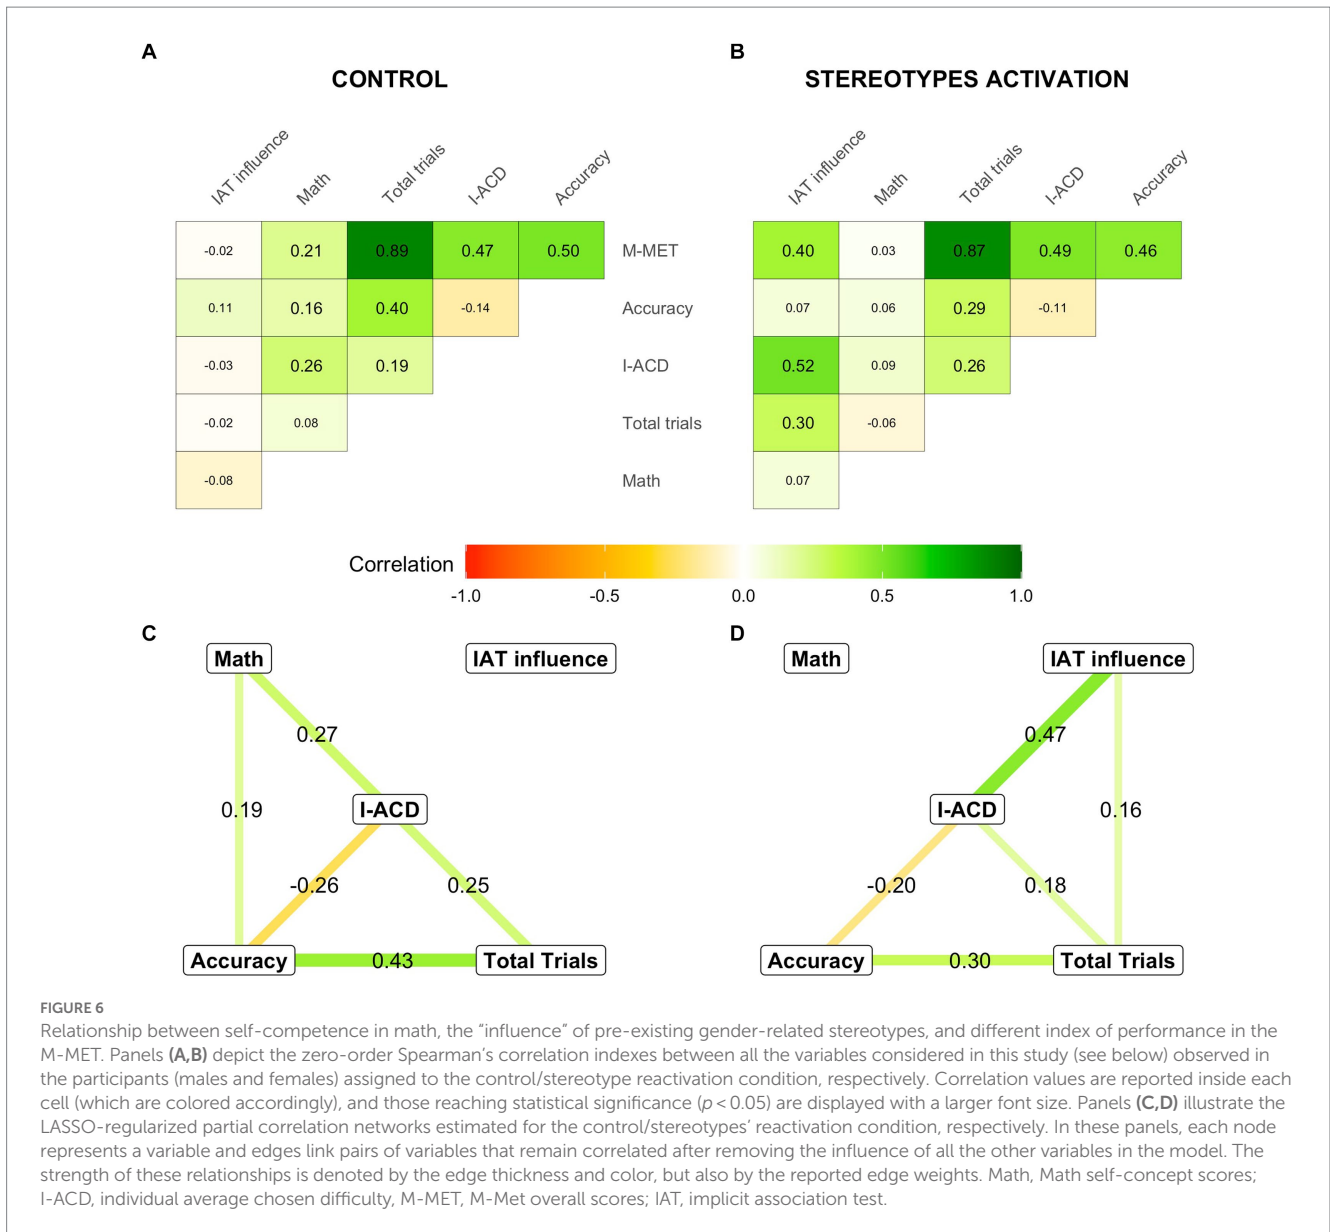 A
CONTROL
B
STEREOTYPES ACTIVATION
IAT influence
Math
Total trials
I-ACD
Accuracy
IAT influence
Math
Total trials
I-ACD
Accuracy
-0.02 0.21 0.89 0.47 0.50 M-MET 0.40 0.03 0.87 0.49 0.46
0.11 0.16 0.40 -0.14 Accuracy 0.07 0.06 0.29 -0.11
-0.03 0.26 0.19 I-ACD 0.52 0.09 0.26
-0.02 0.08 Total trials 0.30 -0.06
-0.08 Math 0.07
Correlation
-1.0 -0.5 0.0 0.5 1.0
C
Math IAT influence
0.27
0.19 I-ACD
-0.26 0.25
Accuracy 0.43 Total Trials
D
Math IAT influence
0.47
I-ACD 0.16
-0.20 0.18
Accuracy 0.30 Total Trials
FIGURE 6
Relationship between self-competence in math, the “influence” of pre-existing gender-related stereotypes, and different index of performance in the
M-MET. Panels (A,B) depict the zero-order Spearman’s correlation indexes between all the variables considered in this study (see below) observed in
the participants (males and females) assigned to the control/stereotype reactivation condition, respectively. Correlation values are reported inside each
cell (which are colored accordingly), and those reaching statistical significance (p < 0.05) are displayed with a larger font size. Panels (C,D) illustrate the
LASSO-regularized partial correlation networks estimated for the control/stereotypes’ reactivation condition, respectively. In these panels, each node
represents a variable and edges link pairs of variables that remain correlated after removing the influence of all the other variables in the model. The
strength of these relationships is denoted by the edge thickness and color, but also by the reported edge weights. Math, Math self-concept scores;
I-ACD, individual average chosen difficulty, M-MET, M-Met overall scores; IAT, implicit association test.